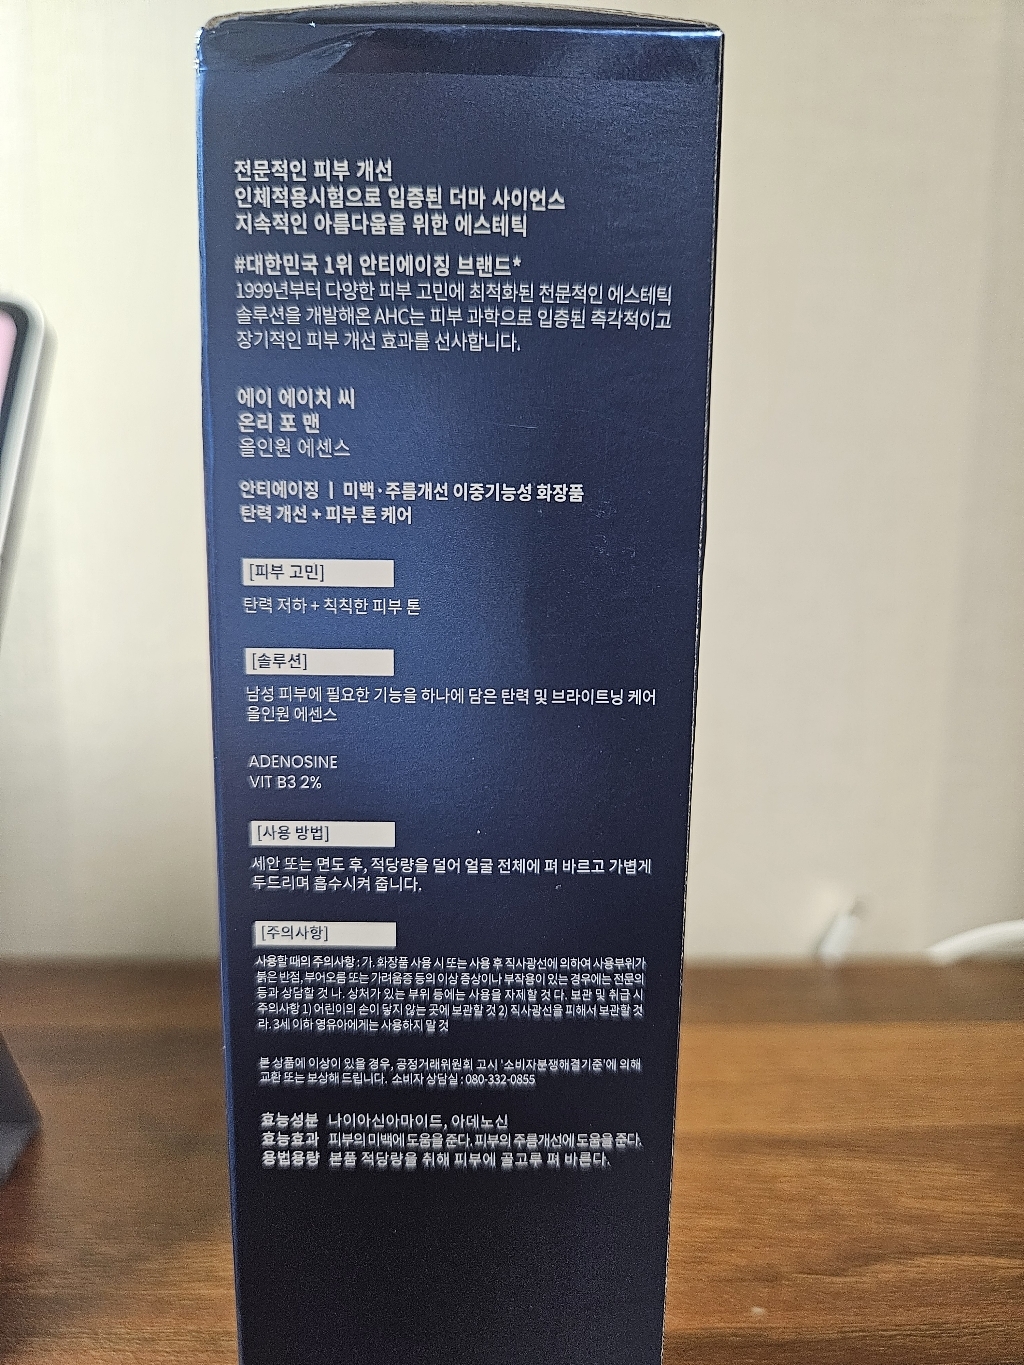 전문적인 피부 개선
인체적용시험으로 입증된 더마 사이언스
지속적인 아름다움을 위한 에스테틱
#대한민국 1위 안티에이징 브랜드*
1999년부터 다양한 피부 고민에 최적화된 전문적인 에스테틱
솔루션을 개발해온 AHC는 피부 과학으로 입증된 즉각적이고
장기적인 피부 개선 효과를 선사합니다.
에이 에이치 씨
온리 포 맨
올인원 에센스
안티에이징 | 미백·주름개선 이중기능성 화장품
탄력 개선 + 피부 톤 케어
[피부 고민]
탄력 저하 + 칙칙한 피부 톤
[솔루션]
남성 피부에 필요한 기능을 하나에 담은 탄력 및 브라이트닝 케어
올인원 에센스
ADENOSINE
VIT B3 2%
[사용 방법]
세안 또는 면도 후, 적당량을 덜어 얼굴 전체에 펴 바르고 가볍게
두드리며 흡수시켜 줍니다.
[주의사항]
사용할 때의 주의사항 : 가. 화장품 사용 시 또는 사용 후 직사광선에 의하여 사용부위가
붉은 반점, 부어오름 또는 가려움증 등의 이상 증상이나 부작용이 있는 경우에는 전문의
등과 상담할 것 나. 상처가 있는 부위 등에는 사용을 자제할 것 다. 보관 및 취급 시
주의사항 1) 어린이의 손이 닿지 않는 곳에 보관할 것 2) 직사광선을 피해서 보관할 것
라. 3세 이하 영유아에게는 사용하지 말 것
본 상품에 이상이 있을 경우, 공정거래위원회 고시 '소비자분쟁해결기준'에 의해
교환 또는 보상해 드립니다. 소비자 상담실 : 080-332-0855
효능성분 나이아신아마이드, 아데노신
효능효과 피부의 미백에 도움을 준다. 피부의 주름개선에 도움을 준다.
용법용량 본품 적당량을 취해 피부에 골고루 펴 바른다.